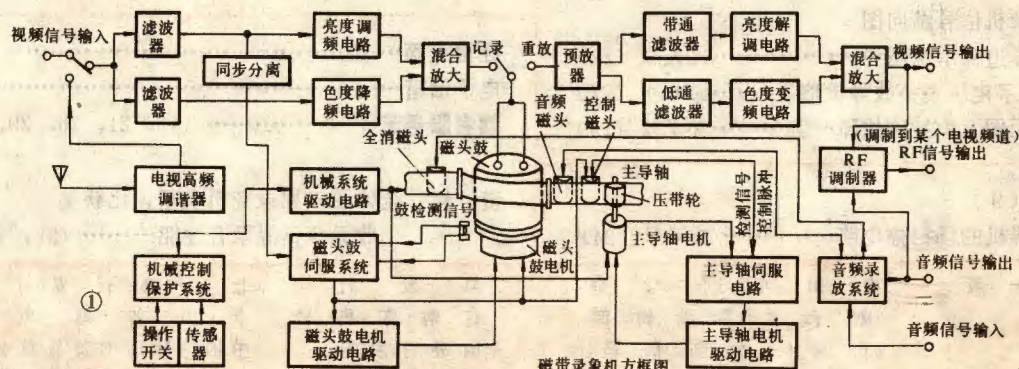 视频信号输入
滤波
器
滤波
器
同步分离
亮度调
频电路
色度降
频电路
混合
放大
记录
重放
预放
器
带通
滤波器
低通
滤波器
亮度解
调电路
色度变
频电路
混合
放大
视频信号输出
全消磁头
磁头鼓
音频
磁头
控制
磁头
主导轴
压带轮
检测信号
控制脉冲
(调制到某个电视频道)
RF信号输出
RF
调制器
电视高频
调谐器
机械系统
驱动电路
鼓检测信号
磁头鼓
伺服系统
磁头
鼓电机
主导轴电机
主导轴伺服
电路
音频录
放系统
音频信号输出
音频信号输入
机械控制
保护系统
①
操作
开关
传感
器
磁头鼓电机
驱动电路
主导轴电机
驱动电路
磁带录象机方框图